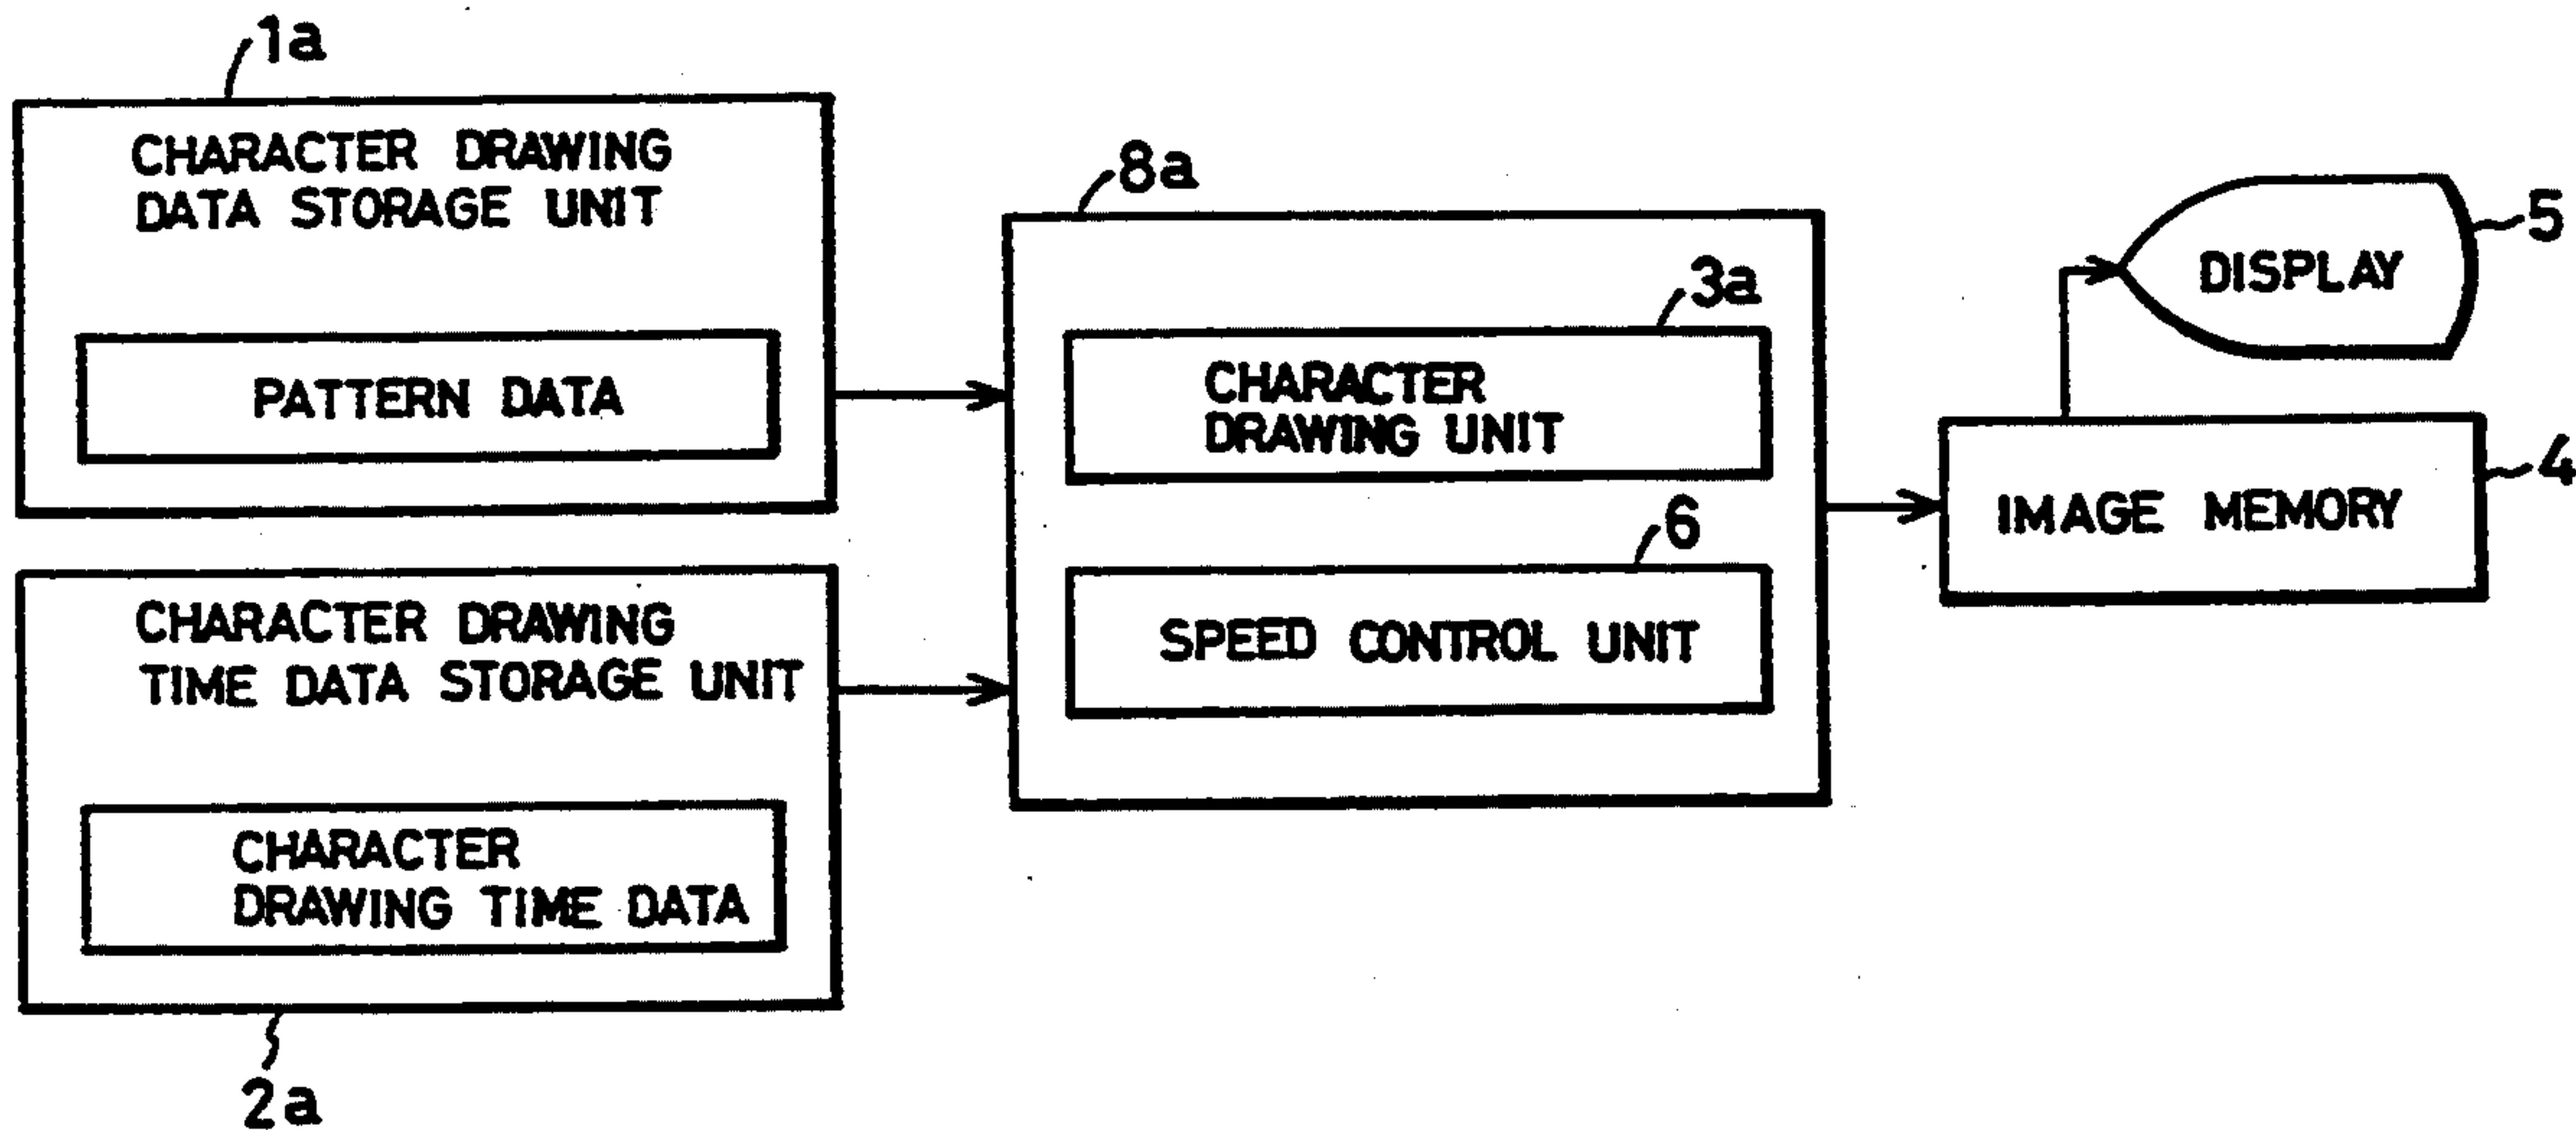 1a
CHARACTER DRAWING
DATA STORAGE UNIT
PATTERN DATA
CHARACTER DRAWING
TIME DATA STORAGE UNIT
CHARACTER
DRAWING TIME DATA
2a
8a
3a
CHARACTER
DRAWING UNIT
6
SPEED CONTROL UNIT
DISPLAY
5
IMAGE MEMORY
4